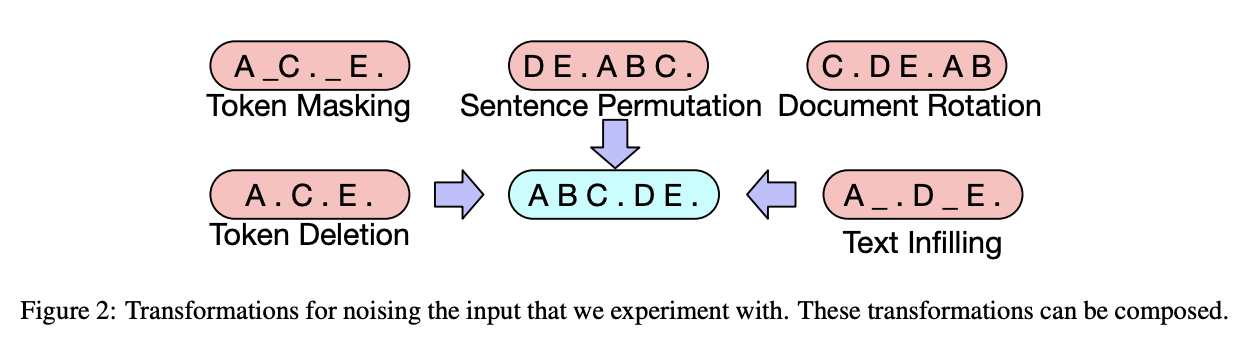 A _C . _ E .
D E . A B C .
C . D E . A B
Token Masking
Sentence Permutation
Document Rotation
A . C . E .
A B C . D E .
A _ . D _ E .
Token Deletion
Text Infilling
Figure 2: Transformations for noising the input that we experiment with. These transformations can be composed.